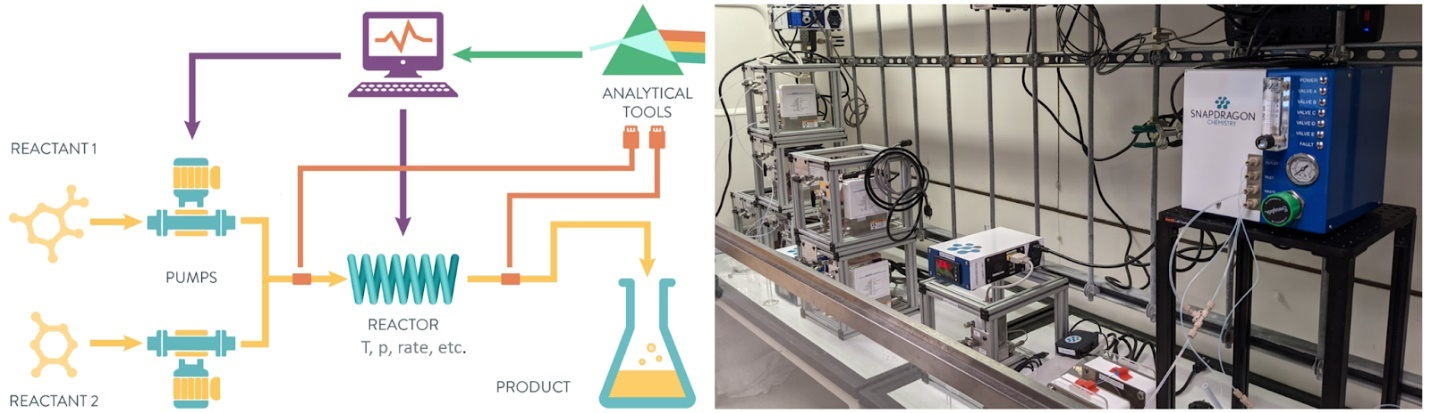 REACTANT 1
ANALYTICAL
TOOLS
PUMPS
REACTOR
T, p, rate, etc.
REACTANT 2
PRODUCT
SNAPDRAGON
CHEMISTRY
POWER
VALVE A
VALVE B
VALVE C
VALVE D
VALVE E
FAULT